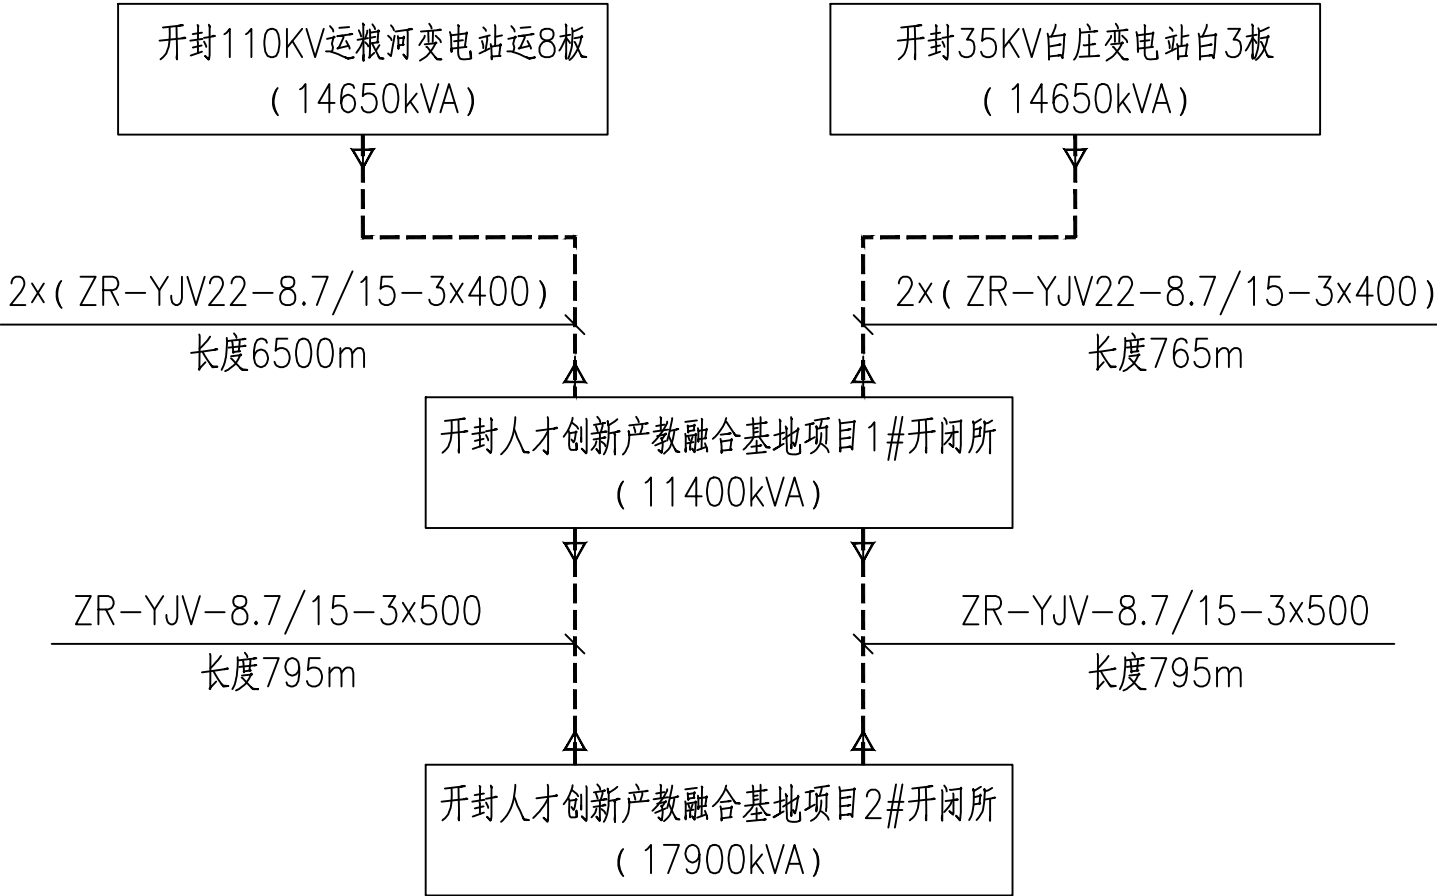 开封110KV运粮河变电站运8板
(14650kVA)
开封35KV白庄变电站白3板
(14650kVA)
2x(ZR-YJV22-8.7/15-3x400)
长度6500m
2x(ZR-YJV22-8.7/15-3x400)
长度765m
开封人才创新产教融合基地项目1#开闭所
(11400kVA)
ZR-YJV-8.7/15-3x500
长度795m
ZR-YJV-8.7/15-3x500
长度795m
开封人才创新产教融合基地项目2#开闭所
(17900kVA)